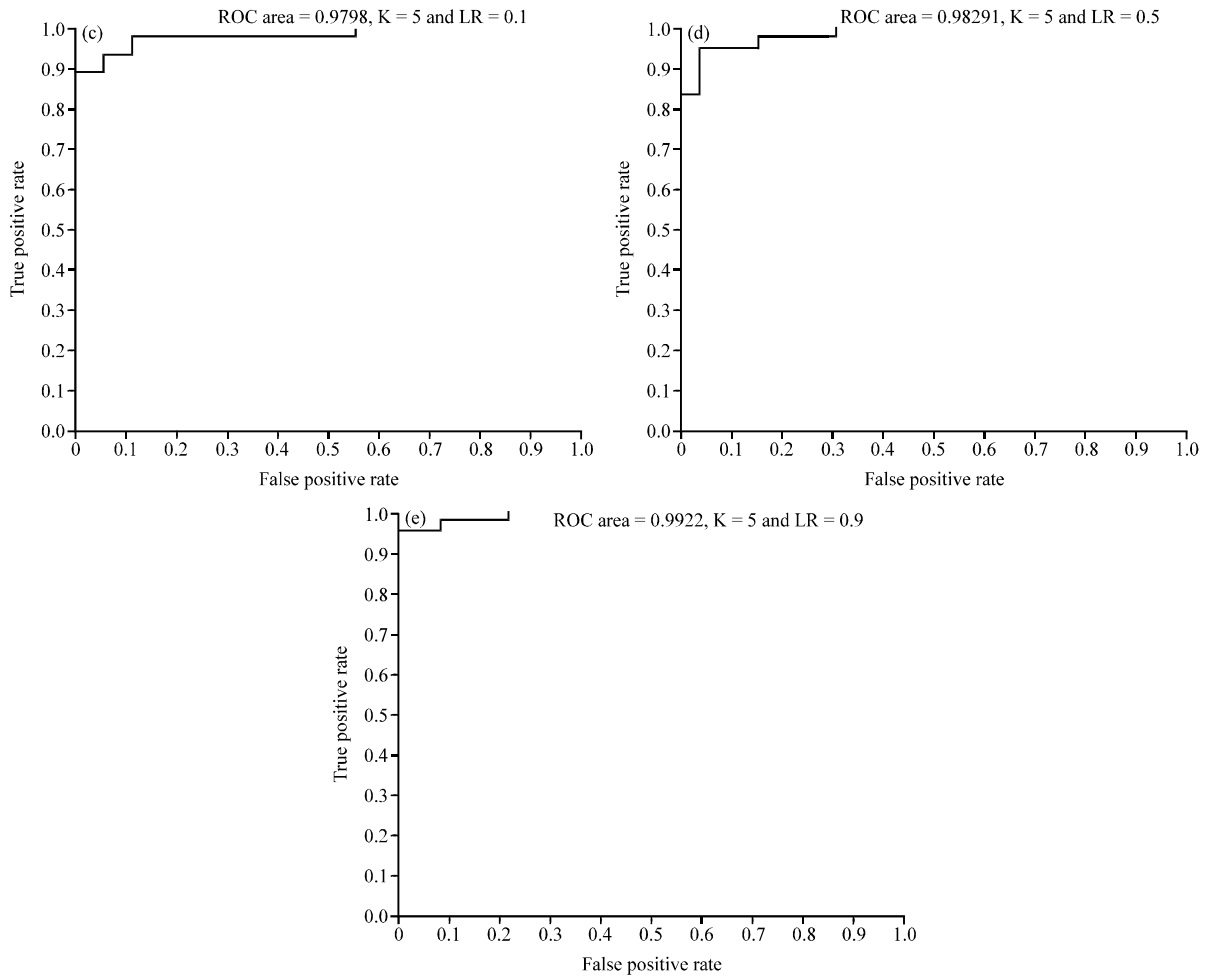 ROC area = 0.9798, K = 5 and LR = 0.1
(c)
1.0
0.9
0.8
0.7
0.6
0.5
0.4
0.3
0.2
0.1
0.0
True positive rate
0 0.1 0.2 0.3 0.4 0.5 0.6 0.7 0.8 0.9 1.0
False positive rate
ROC area = 0.98291, K = 5 and LR = 0.5
(d)
1.0
0.9
0.8
0.7
0.6
0.5
0.4
0.3
0.2
0.1
0.0
True positive rate
0 0.1 0.2 0.3 0.4 0.5 0.6 0.7 0.8 0.9 1.0
False positive rate
(e)
ROC area = 0.9922, K = 5 and LR = 0.9
1.0
0.9
0.8
0.7
0.6
0.5
0.4
0.3
0.2
0.1
0.0
True positive rate
0 0.1 0.2 0.3 0.4 0.5 0.6 0.7 0.8 0.9 1.0
False positive rate